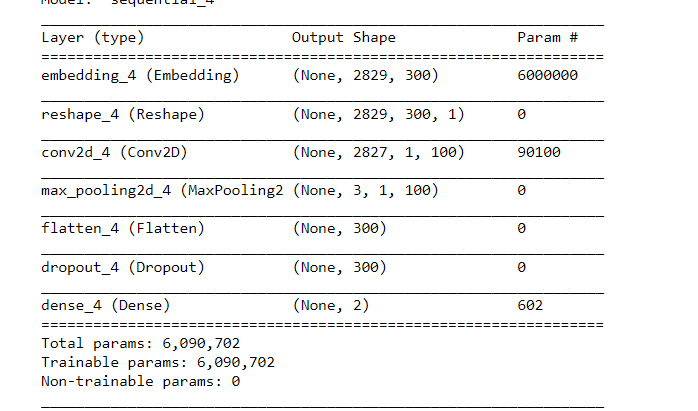 Model: "sequential_4"
Layer (type) Output Shape Param #
embedding_4 (Embedding) (None, 2829, 300) 6000000
reshape_4 (Reshape) (None, 2829, 300, 1) 0
conv2d_4 (Conv2D) (None, 2827, 1, 100) 90100
max_pooling2d_4 (MaxPooling2 (None, 3, 1, 100) 0
flatten_4 (Flatten) (None, 300) 0
dropout_4 (Dropout) (None, 300) 0
dense_4 (Dense) (None, 2) 602
Total params: 6,090,702
Trainable params: 6,090,702
Non-trainable params: 0